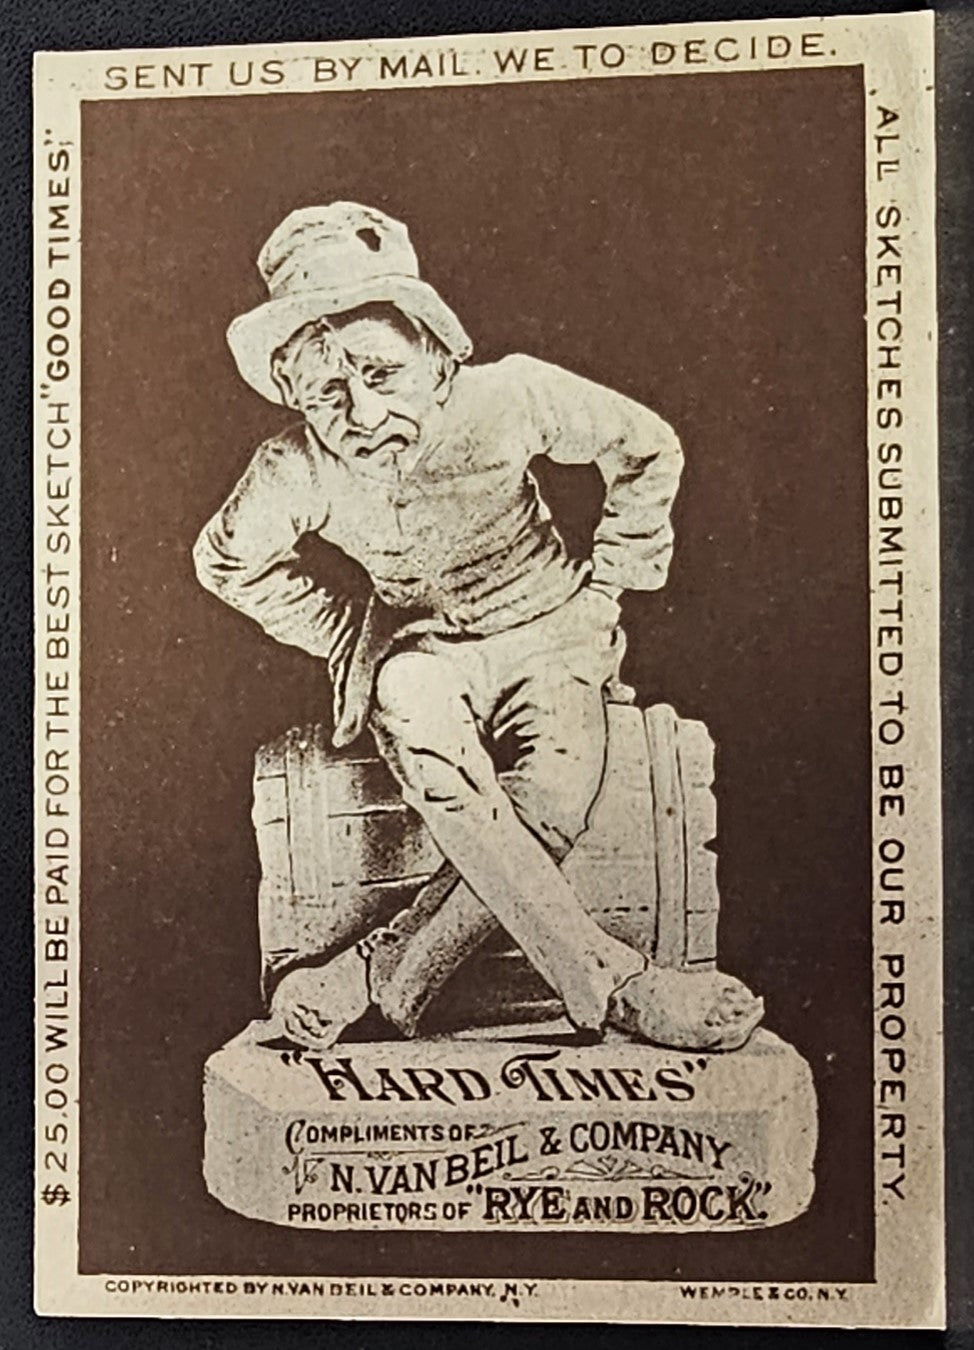 $25.00 WILL BE PAID FOR THE BEST SKETCH "GOOD TIMES,"
SENT US BY MAIL. WE TO DECIDE.
ALL SKETCHES SUBMITTED TO BE OUR PROPERTY.
"HARD TIMES"
COMPLIMENTS OF
N. VAN BEIL & COMPANY
PROPRIETORS OF "RYE AND ROCK."
COPYRIGHTED BY N. VAN BEIL & COMPANY, N.Y.
WEMPLE & CO. N.Y.